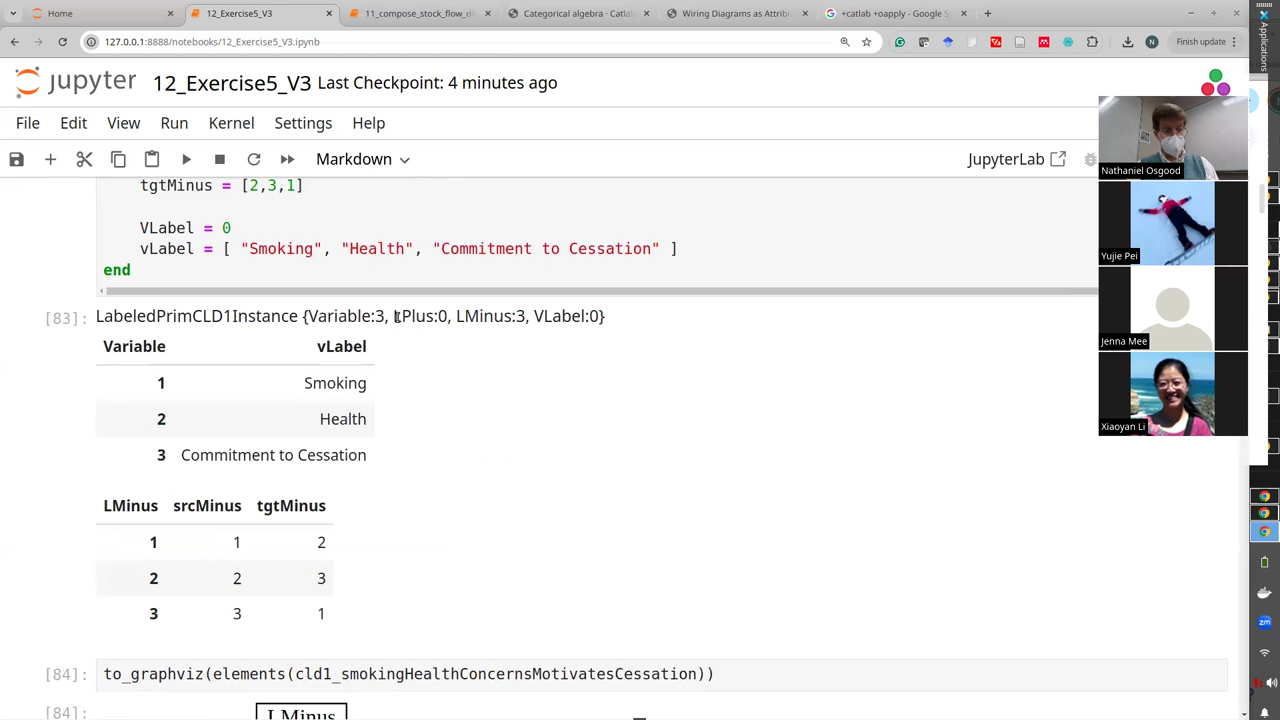 Home
12_Exercise5_V3
11_compose_stock_flow_of
Categorical algebra - Catlab
Wiring Diagrams as Attribu
+catlab +oapply - Google S
127.0.0.1:8888/notebooks/12_Exercise5_V3.ipynb
Finish update
Applications
jupyter 12_Exercise5_V3 Last Checkpoint: 4 minutes ago
File Edit View Run Kernel Settings Help
Markdown
JupyterLab
tgtMinus = [2,3,1]
VLabel = 0
vLabel = [ "Smoking", "Health", "Commitment to Cessation" ]
end
[83]: LabeledPrimCLD1Instance {Variable:3, LPlus:0, LMinus:3, VLabel:0}
Variable vLabel
1 Smoking
2 Health
3 Commitment to Cessation
LMinus srcMinus tgtMinus
1 1 2
2 2 3
3 3 1
[84]: to_graphviz(elements(cld1_smokingHealthConcernsMotivatesCessation))
[84]:
LMinus
Nathaniel Osgood
Yujie Pei
Jenna Mee
Xiaoyan Li
zm